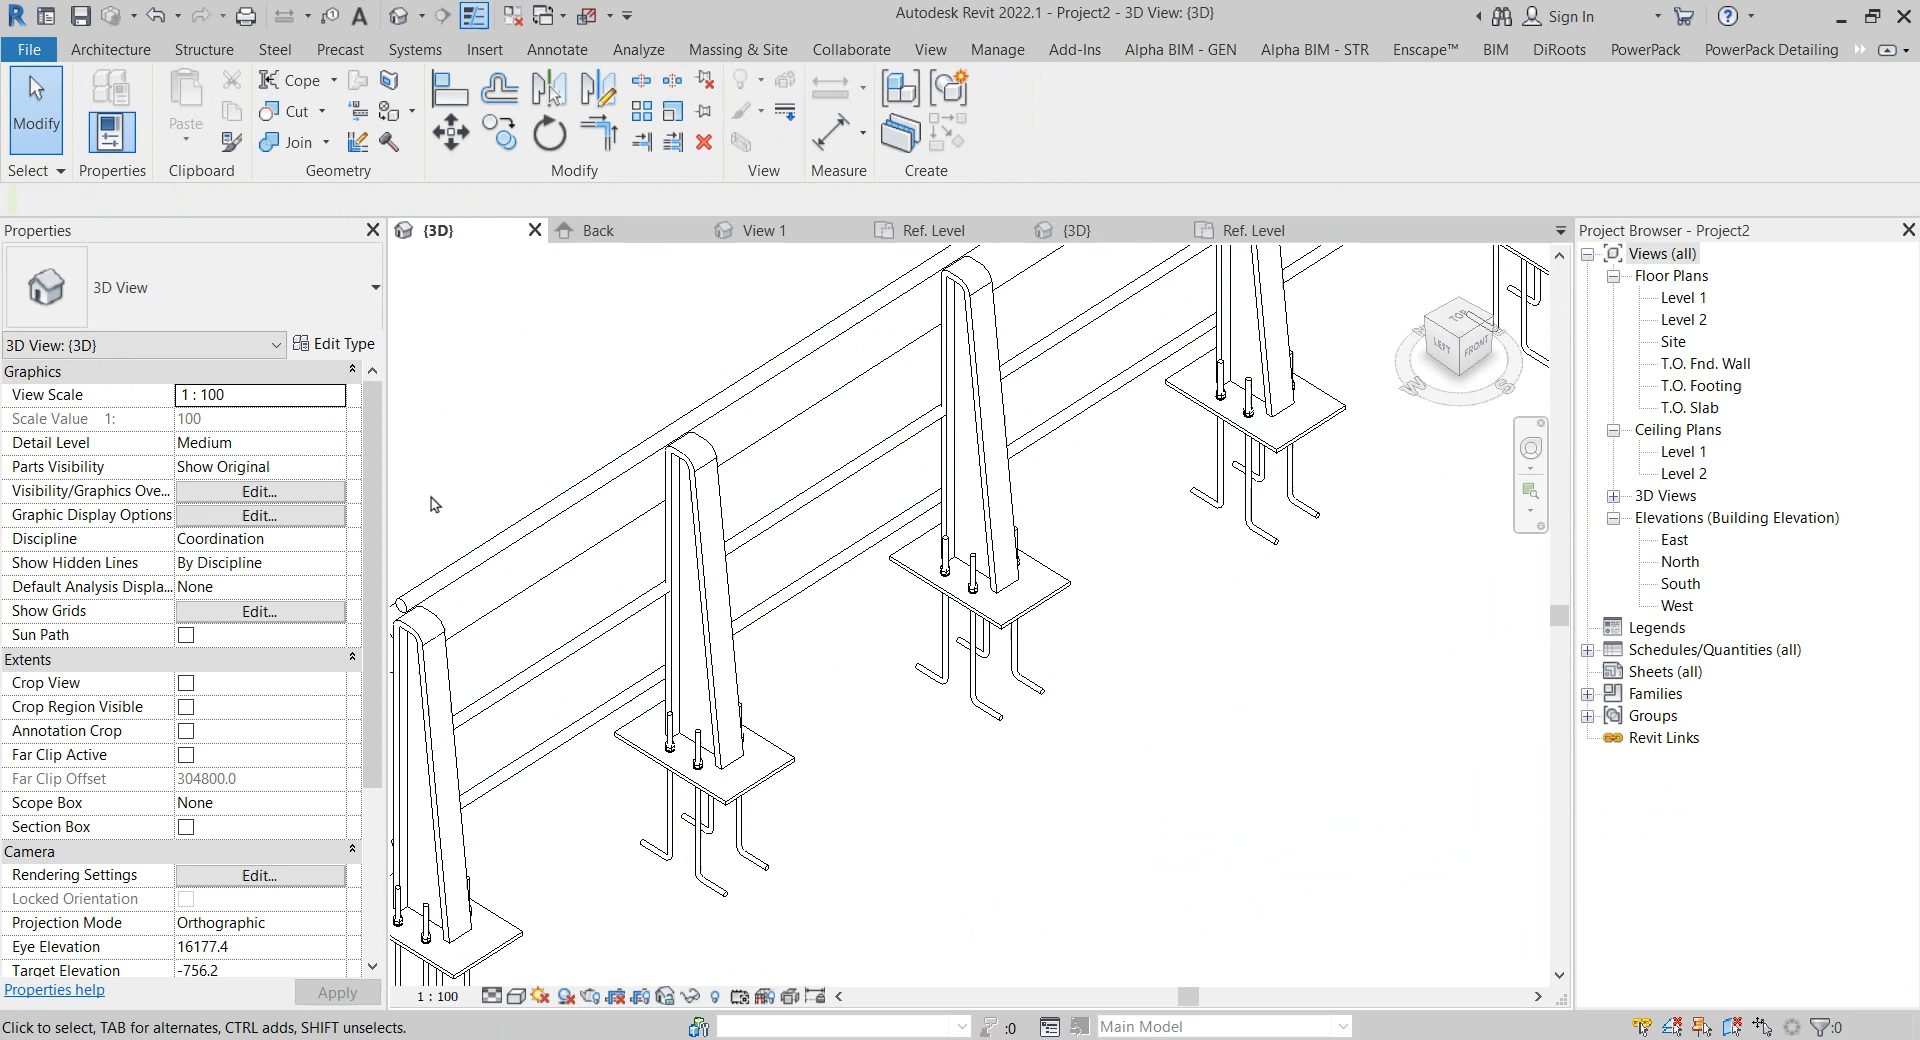 Autodesk Revit 2022.1 - Project2 - 3D View: {3D}
Sign In
File Architecture Structure Steel Precast Systems Insert Annotate Analyze Massing & Site Collaborate View Manage Add-Ins Alpha BIM - GEN Alpha BIM - STR Enscape™ BIM DiRoots PowerPack PowerPack Detailing
Modify
Paste
Cope
Cut
Join
Select Properties Clipboard Geometry Modify View Measure Create
Properties
3D View
3D View: {3D}
Edit Type
Graphics
View Scale 1 : 100
Scale Value 1: 100
Detail Level Medium
Parts Visibility Show Original
Visibility/Graphics Ove... Edit...
Graphic Display Options Edit...
Discipline Coordination
Show Hidden Lines By Discipline
Default Analysis Displa... None
Show Grids Edit...
Sun Path
Extents
Crop View
Crop Region Visible
Annotation Crop
Far Clip Active
Far Clip Offset 304800.0
Scope Box None
Section Box
Camera
Rendering Settings Edit...
Locked Orientation
Projection Mode Orthographic
Eye Elevation 16177.4
Target Elevation -756.2
Properties help
Apply
{3D} Back View 1 Ref. Level {3D} Ref. Level
TOP
LEFT
FRONT
W
S
1 : 100
Project Browser - Project2
Views (all)
Floor Plans
Level 1
Level 2
Site
T.O. Fnd. Wall
T.O. Footing
T.O. Slab
Ceiling Plans
Level 1
Level 2
3D Views
Elevations (Building Elevation)
East
North
South
West
Legends
Schedules/Quantities (all)
Sheets (all)
Families
Groups
Revit Links
Click to select, TAB for alternates, CTRL adds, SHIFT unselects.
:0
Main Model
:0